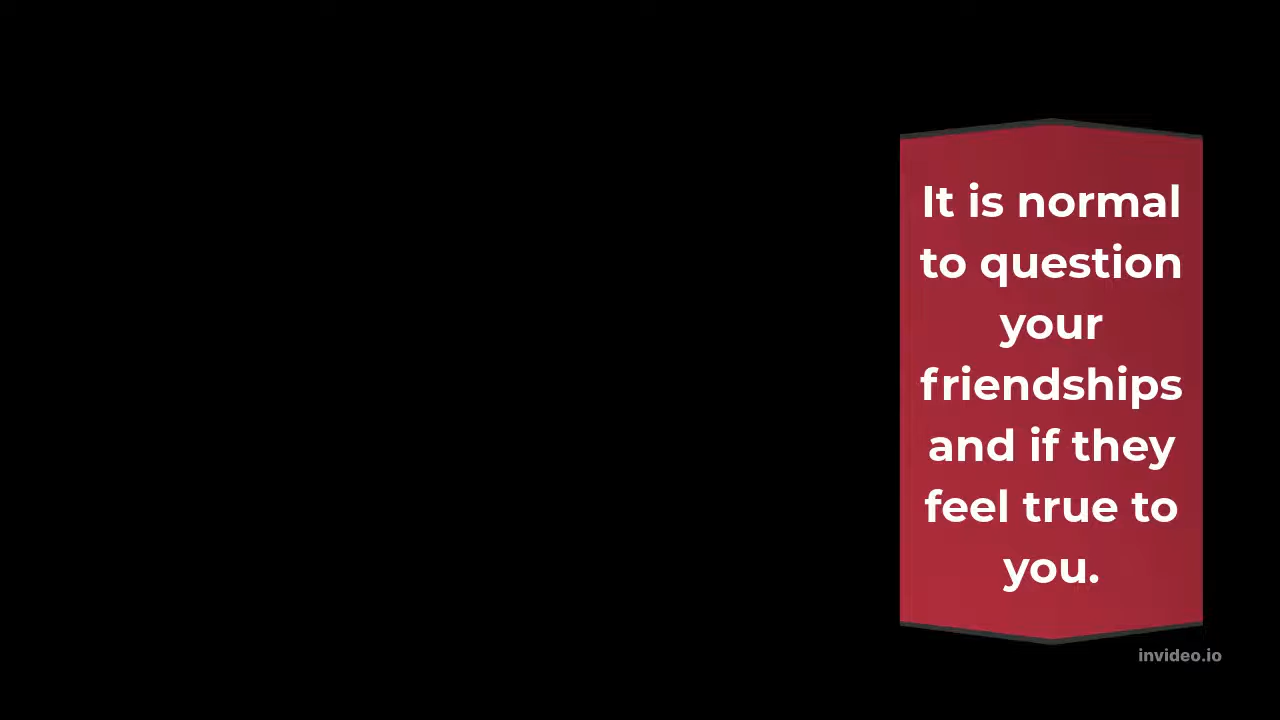 It is normal
to question
your
friendships
and if they
feel true to
you.
invideo.io